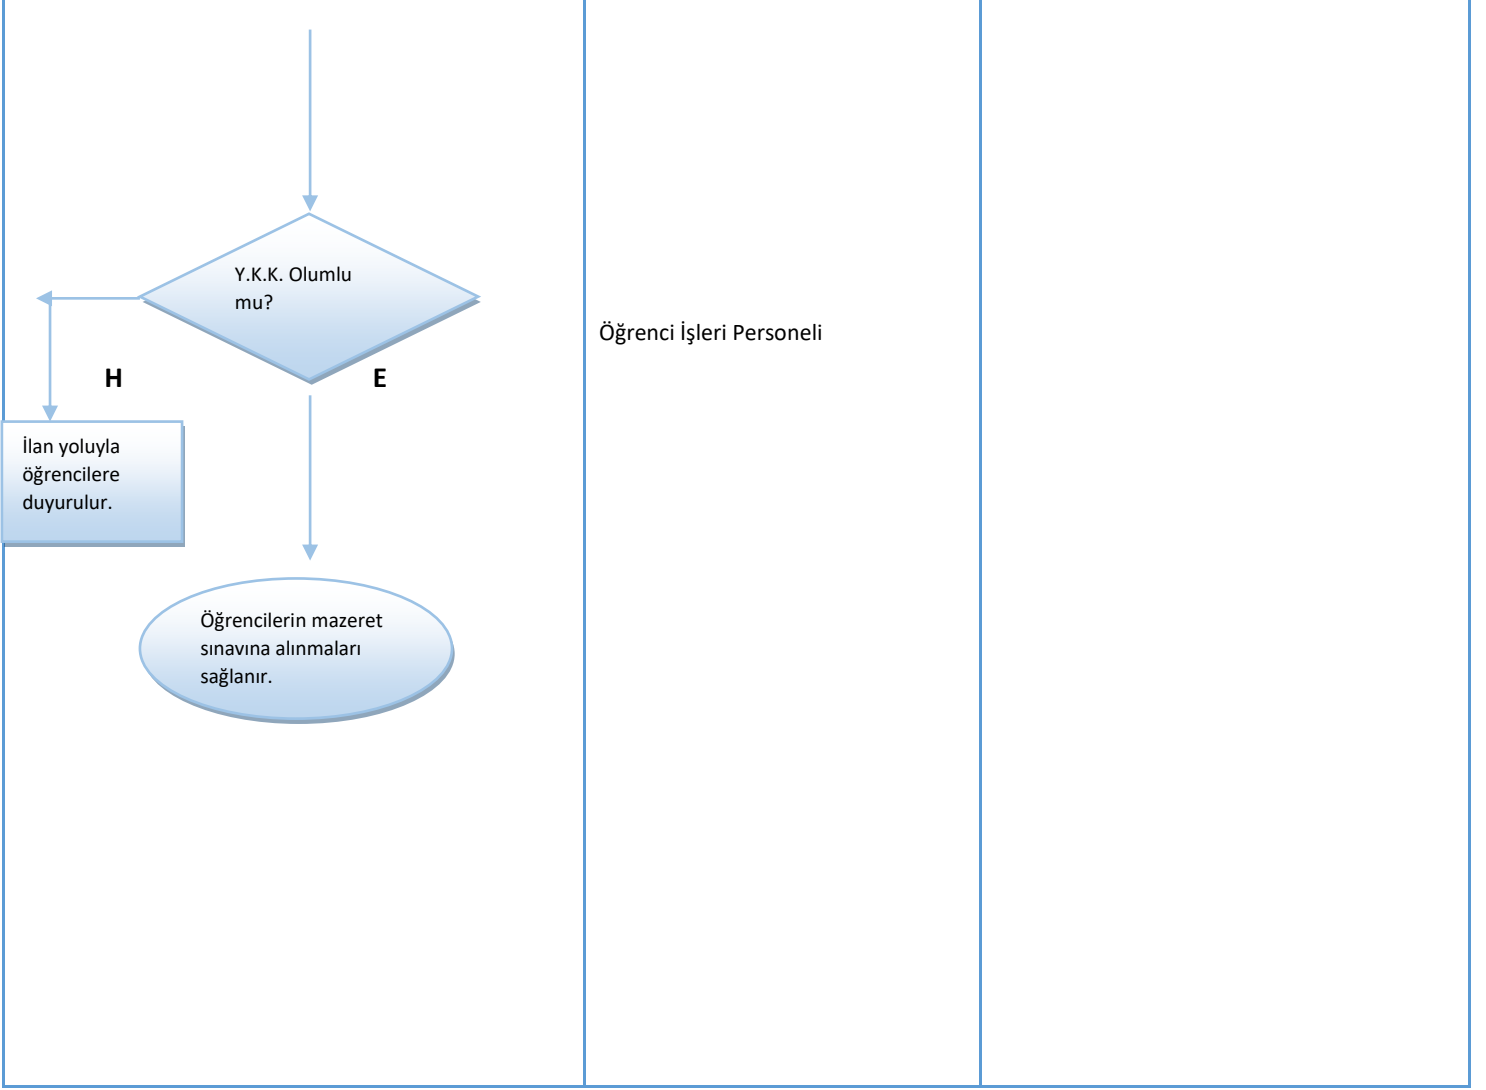 Y.K.K. Olumlu
mu?
Öğrenci İşleri Personeli
H
E
İlan yoluyla
öğrencilere
duyurulur.
Öğrencilerin mazeret
sınavına alınmaları
sağlanır.